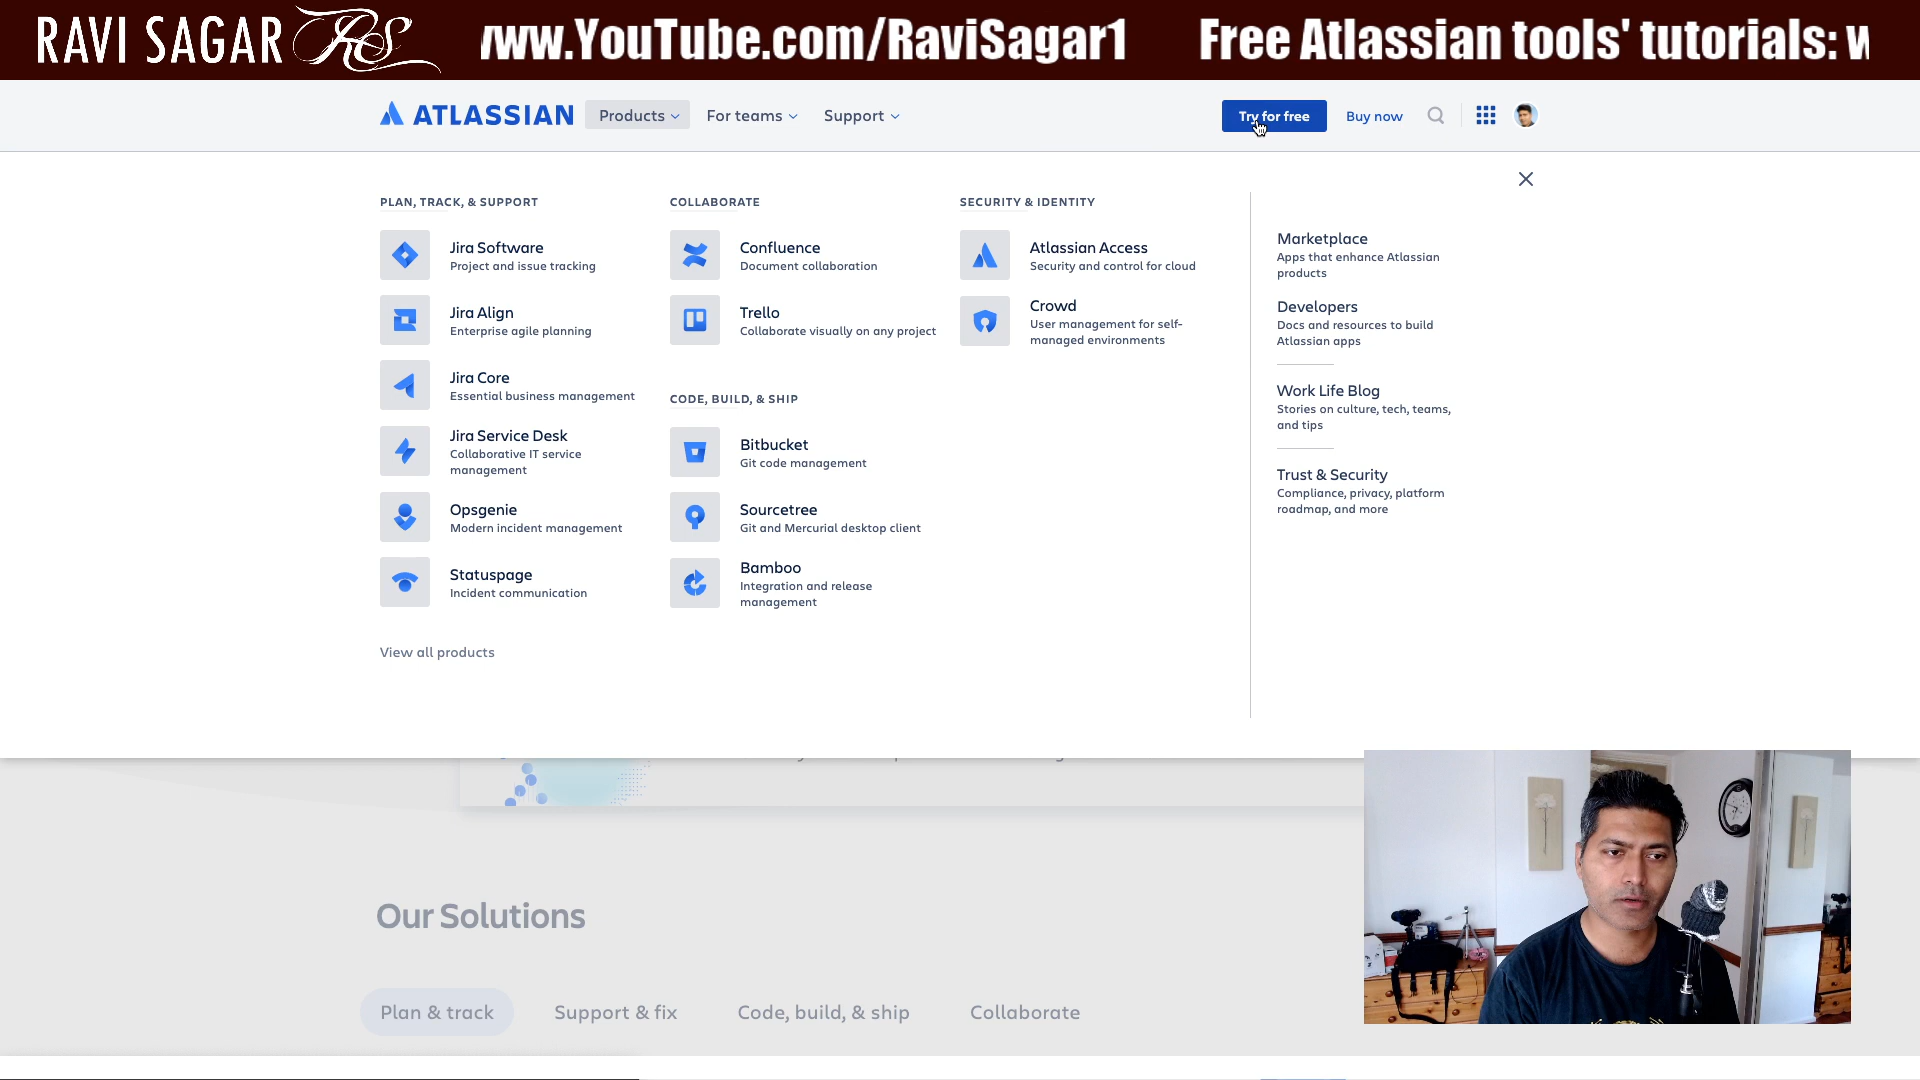 RAVI SAGAR RS
www.YouTube.com/RaviSagar1 Free Atlassian tools' tutorials: w
ATLASSIAN Products For teams Support Try for free Buy now
PLAN, TRACK, & SUPPORT
Jira Software
Project and issue tracking
Jira Align
Enterprise agile planning
Jira Core
Essential business management
Jira Service Desk
Collaborative IT service
management
Opsgenie
Modern incident management
Statuspage
Incident communication
View all products
COLLABORATE
Confluence
Document collaboration
Trello
Collaborate visually on any project
CODE, BUILD, & SHIP
Bitbucket
Git code management
Sourcetree
Git and Mercurial desktop client
Bamboo
Integration and release
management
SECURITY & IDENTITY
Atlassian Access
Security and control for cloud
Crowd
User management for self-
managed environments
Marketplace
Apps that enhance Atlassian
products
Developers
Docs and resources to build
Atlassian apps
Work Life Blog
Stories on culture, tech, teams,
and tips
Trust & Security
Compliance, privacy, platform
roadmap, and more
Our Solutions
Plan & track Support & fix Code, build, & ship Collaborate